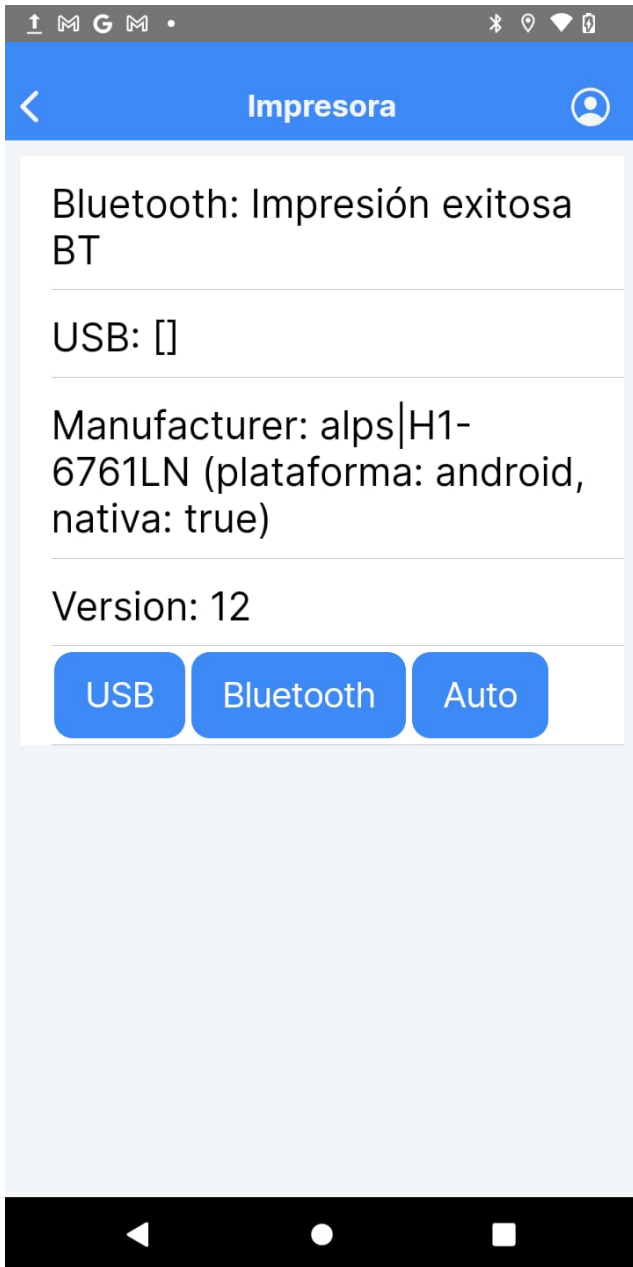 Impresora
Bluetooth: Impresión exitosa
BT
USB: []
Manufacturer: alps|H1-
6761LN (plataforma: android,
nativa: true)
Version: 12
USB Bluetooth Auto